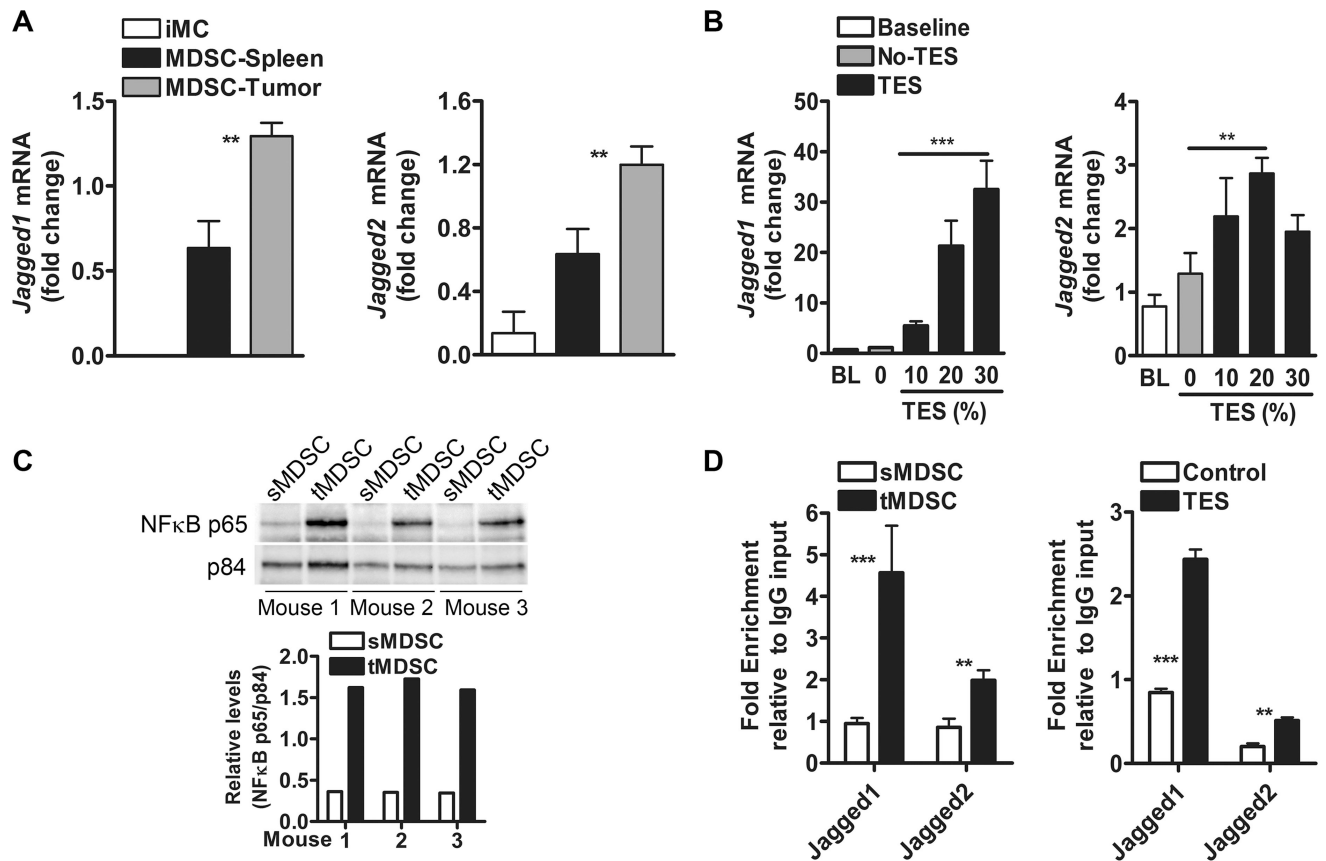 A
iMC
MDSC-Spleen
MDSC-Tumor
Jagged1 mRNA
(fold change)
1.5
1.0
0.5
0.0
**
Jagged2 mRNA
(fold change)
1.6
1.2
0.8
0.4
0.0
**
B
Baseline
No-TES
TES
Jagged1 mRNA
(fold change)
50
40
30
20
10
0
***
BL 0 10 20 30
TES (%)
Jagged2 mRNA
(fold change)
4
3
2
1
0
**
BL 0 10 20 30
TES (%)
C
sMDSC tMDSC sMDSC tMDSC sMDSC tMDSC
NFκB p65
p84
Mouse 1 Mouse 2 Mouse 3
sMDSC
tMDSC
Relative levels
(NFκB p65/p84)
2.0
1.5
1.0
0.5
0.0
Mouse 1 2 3
D
sMDSC
tMDSC
Fold Enrichment
relative to IgG input
6
5
4
3
2
1
0
***
**
Jagged1 Jagged2
Control
TES
Fold Enrichment
relative to IgG input
3
2
1
0
***
**
Jagged1 Jagged2